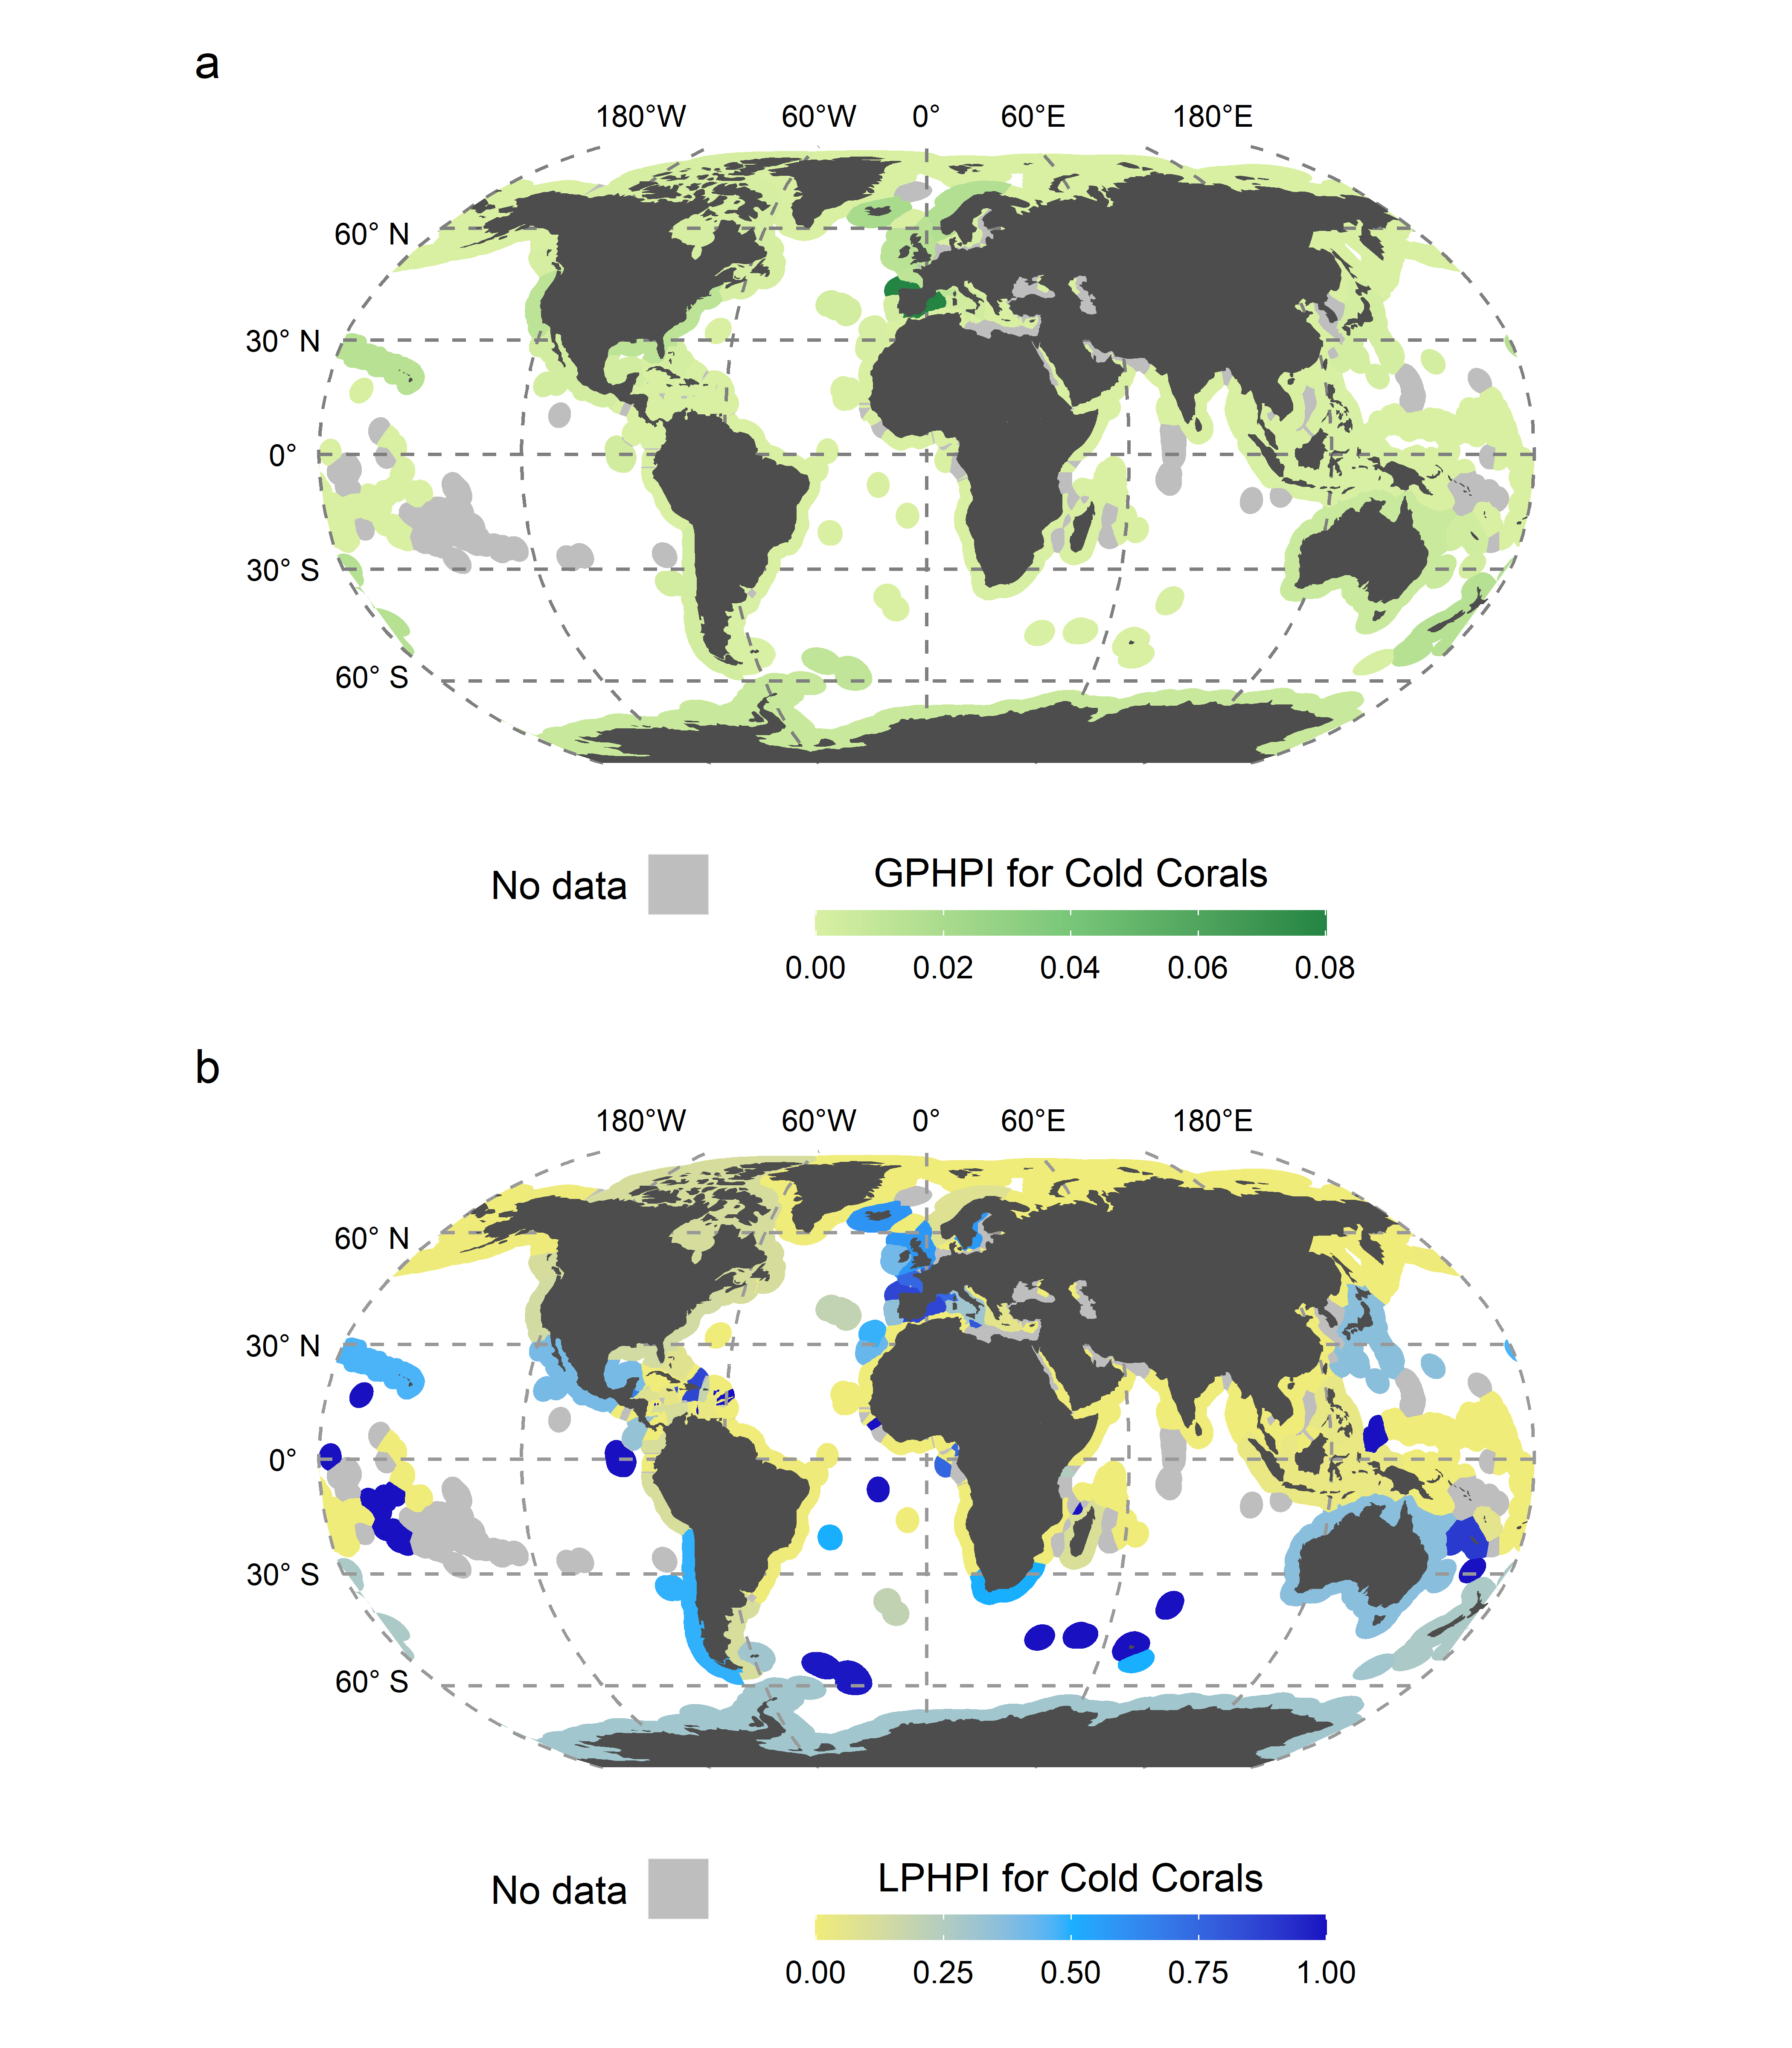 a
180°W 60°W 0° 60°E 180°E
60° N
30° N
0°
30° S
60° S
No data
GPHPI for Cold Corals
0.00 0.02 0.04 0.06 0.08
b
180°W 60°W 0° 60°E 180°E
60° N
30° N
0°
30° S
60° S
No data
LPHPI for Cold Corals
0.00 0.25 0.50 0.75 1.00